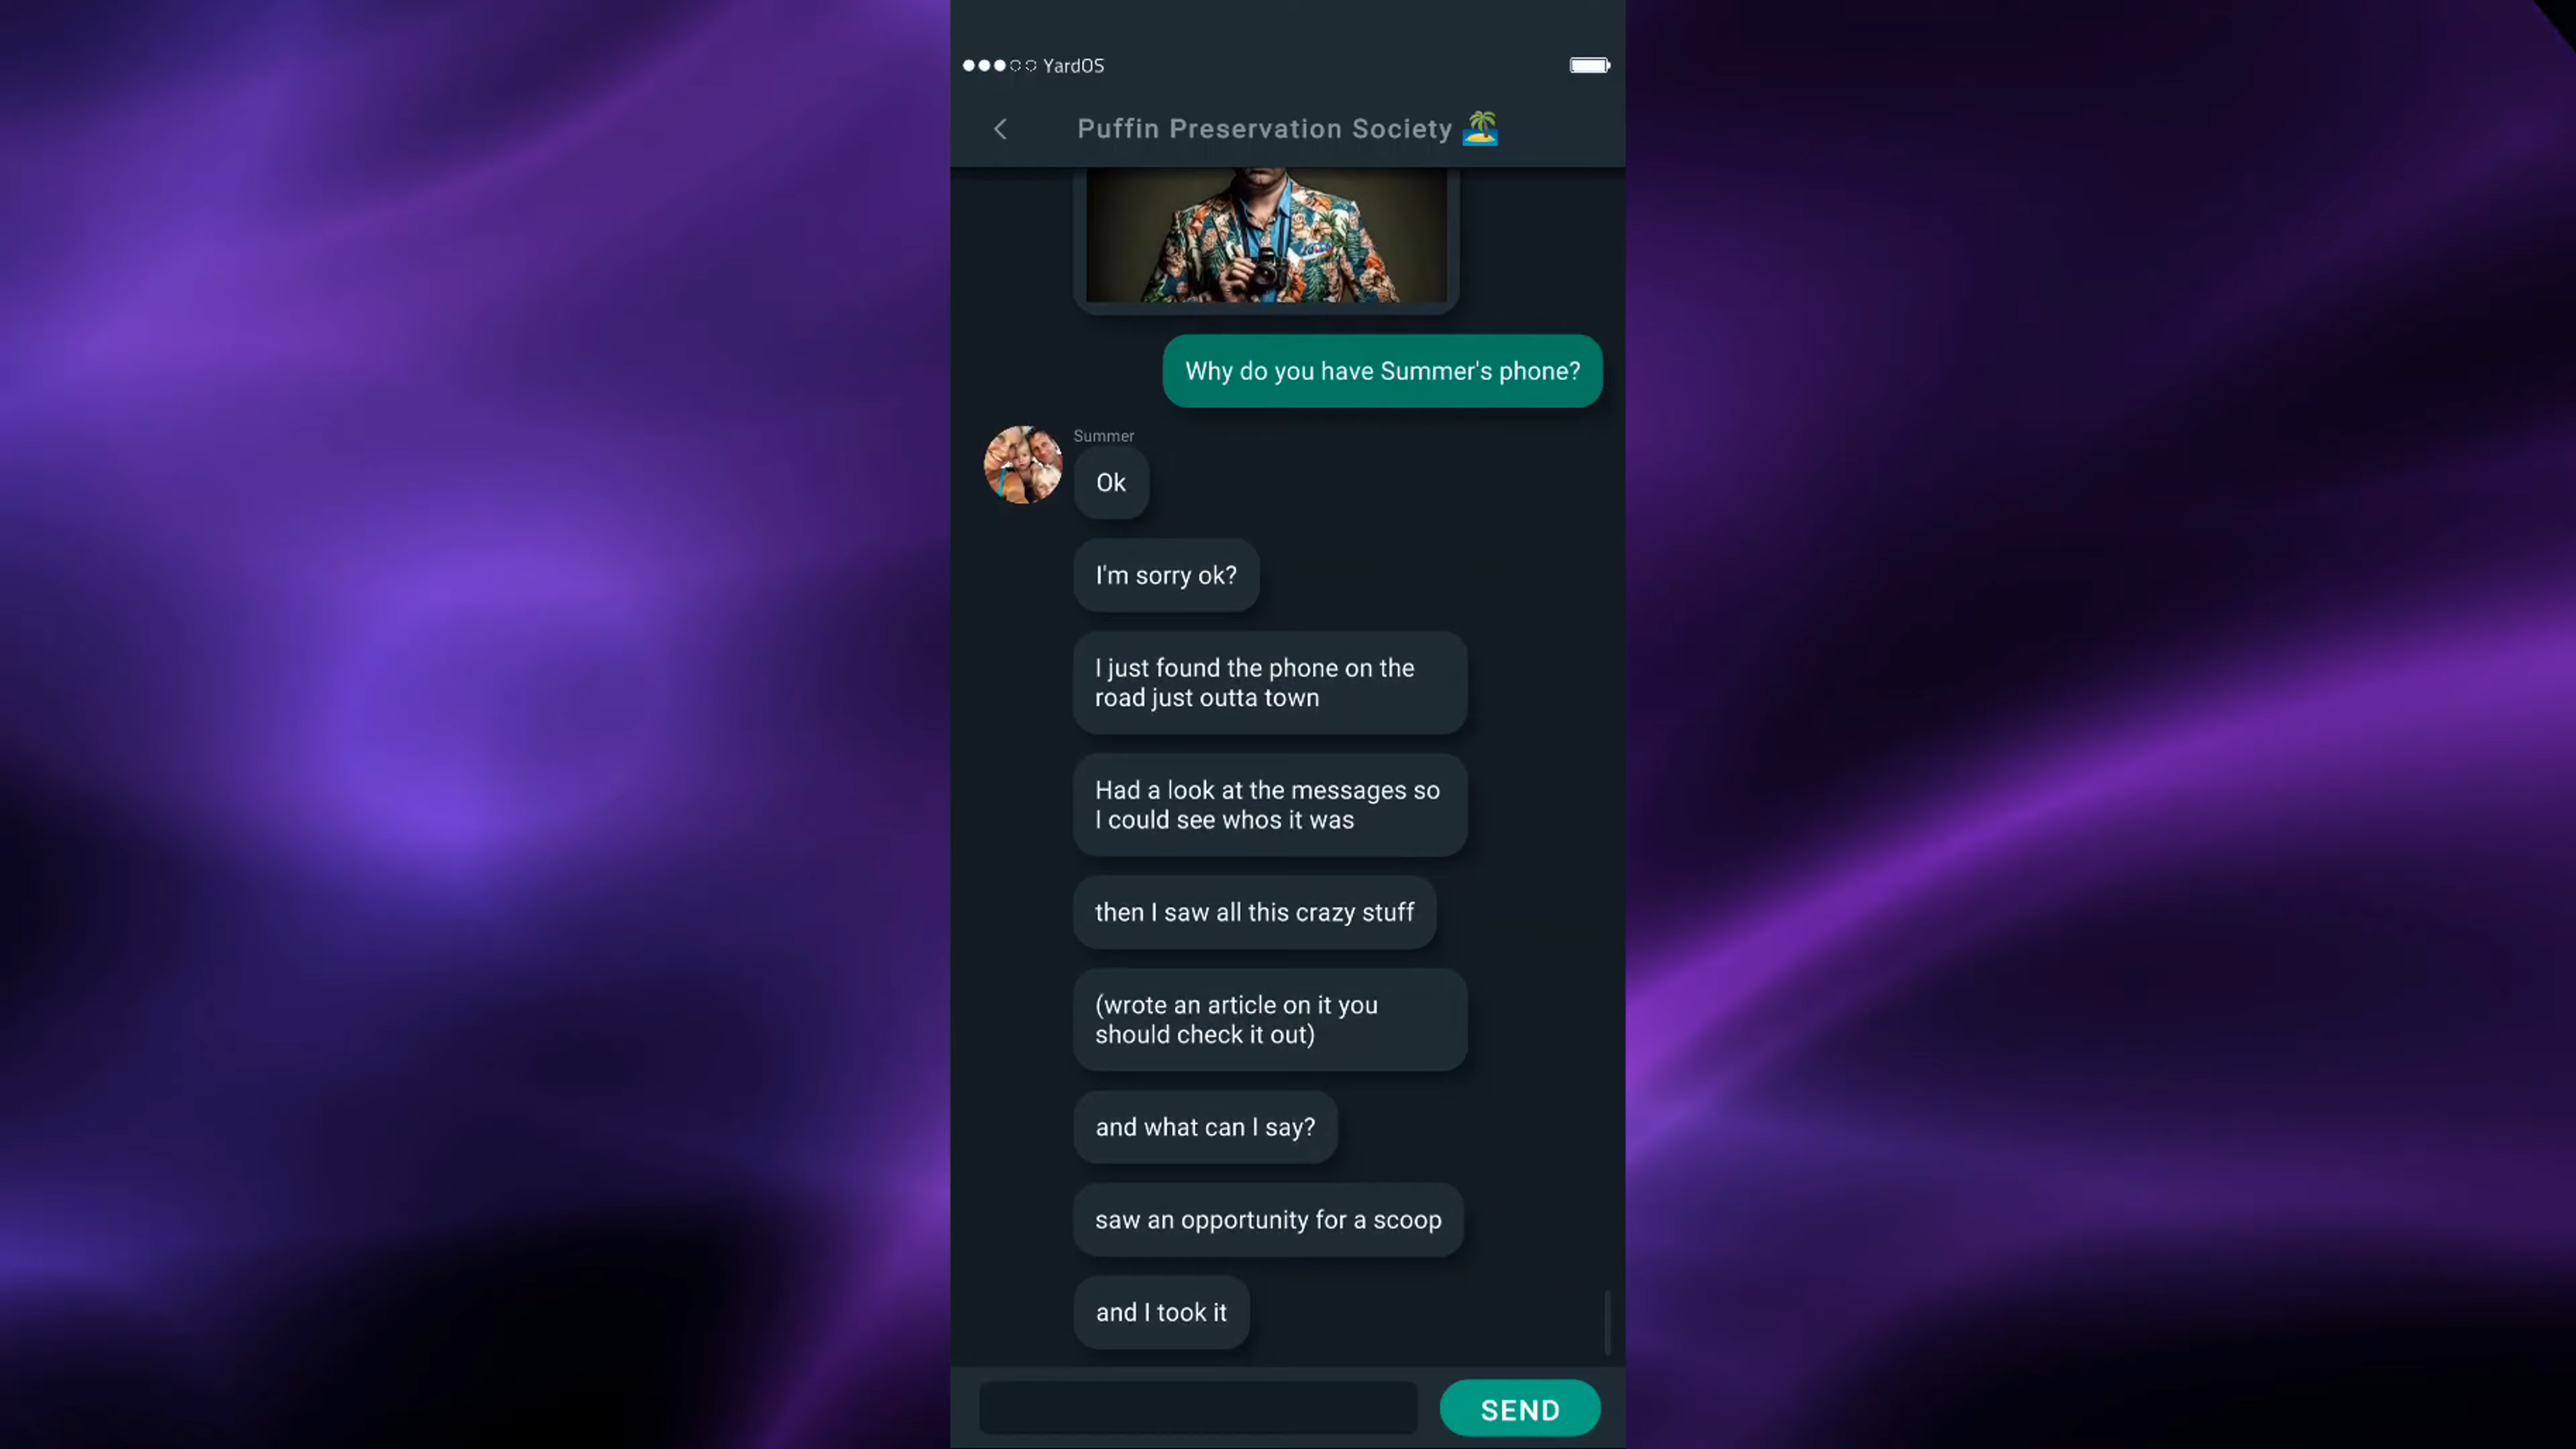 YardOS
Puffin Preservation Society
Why do you have Summer's phone?
Summer
Ok
I'm sorry ok?
I just found the phone on the
road just outta town
Had a look at the messages so
I could see whos it was
then I saw all this crazy stuff
(wrote an article on it you
should check it out)
and what can I say?
saw an opportunity for a scoop
and I took it
SEND